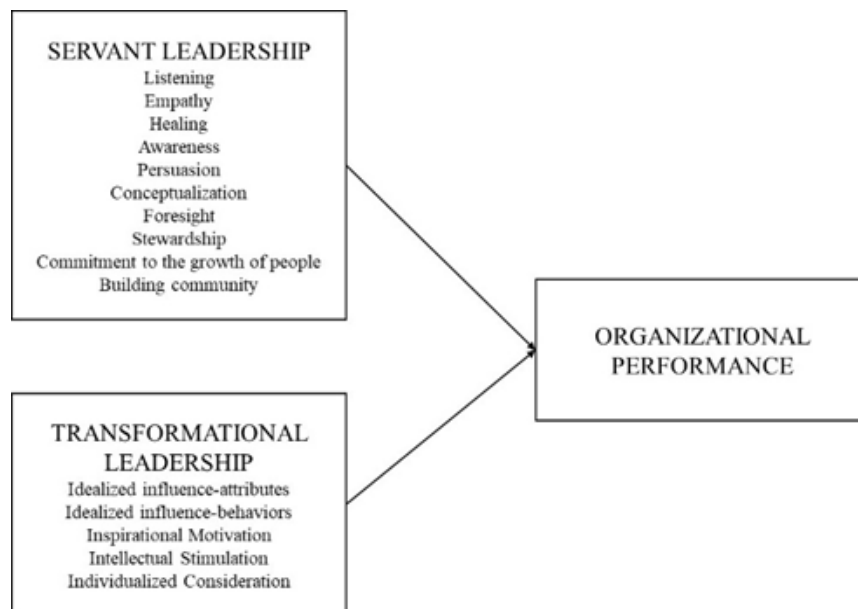 SERVANT LEADERSHIP
Listening
Empathy
Healing
Awareness
Persuasion
Conceptualization
Foresight
Stewardship
Commitment to the growth of people
Building community
TRANSFORMATIONAL
LEADERSHIP
Idealized influence-attributes
Idealized influence-behaviors
Inspirational Motivation
Intellectual Stimulation
Individualized Consideration
ORGANIZATIONAL
PERFORMANCE